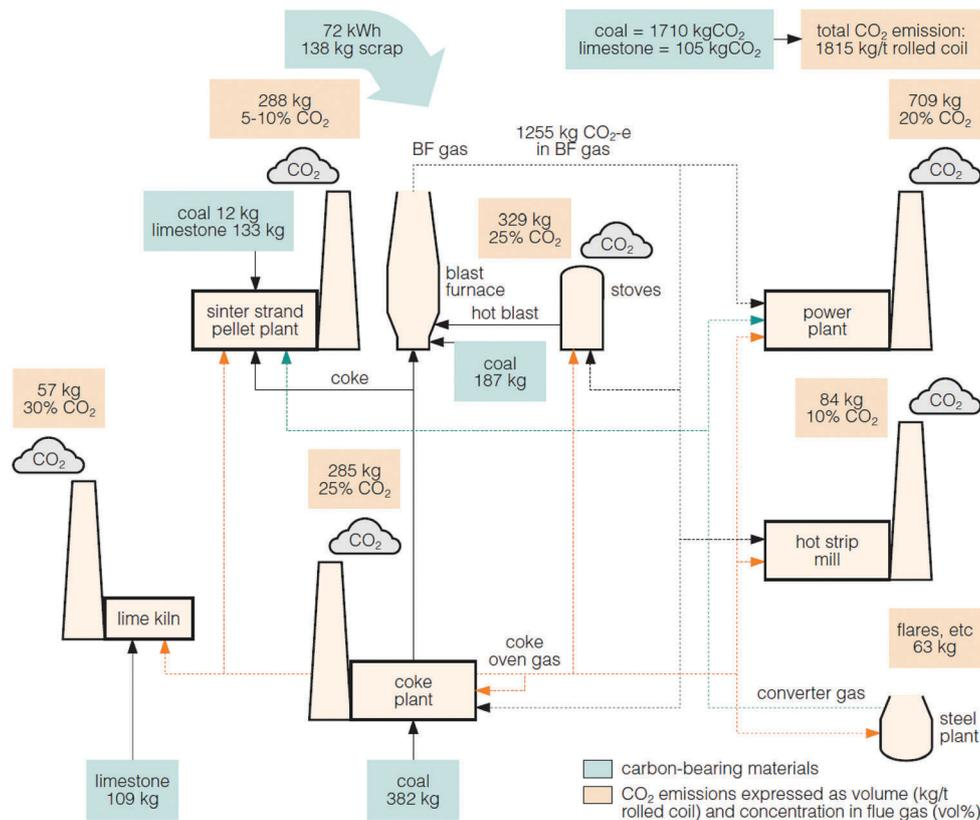 72 kWh
138 kg scrap
coal = 1710 kgCO₂
limestone = 105 kgCO₂
total CO₂ emission:
1815 kg/t rolled coil
288 kg
5-10% CO₂
709 kg
20% CO₂
1255 kg CO₂-e
in BF gas
BF gas
CO₂
CO₂
coal 12 kg
limestone 133 kg
329 kg
25% CO₂
CO₂
blast
furnace
stoves
sinter strand
pellet plant
hot blast
power
plant
coal
187 kg
coke
57 kg
30% CO₂
84 kg
10% CO₂
CO₂
CO₂
285 kg
25% CO₂
CO₂
hot strip
mill
lime kiln
flares, etc
63 kg
coke
oven gas
coke
plant
converter gas
steel
plant
limestone
109 kg
coal
382 kg
carbon-bearing materials
CO₂ emissions expressed as volume (kg/t
rolled coil) and concentration in flue gas (vol%)